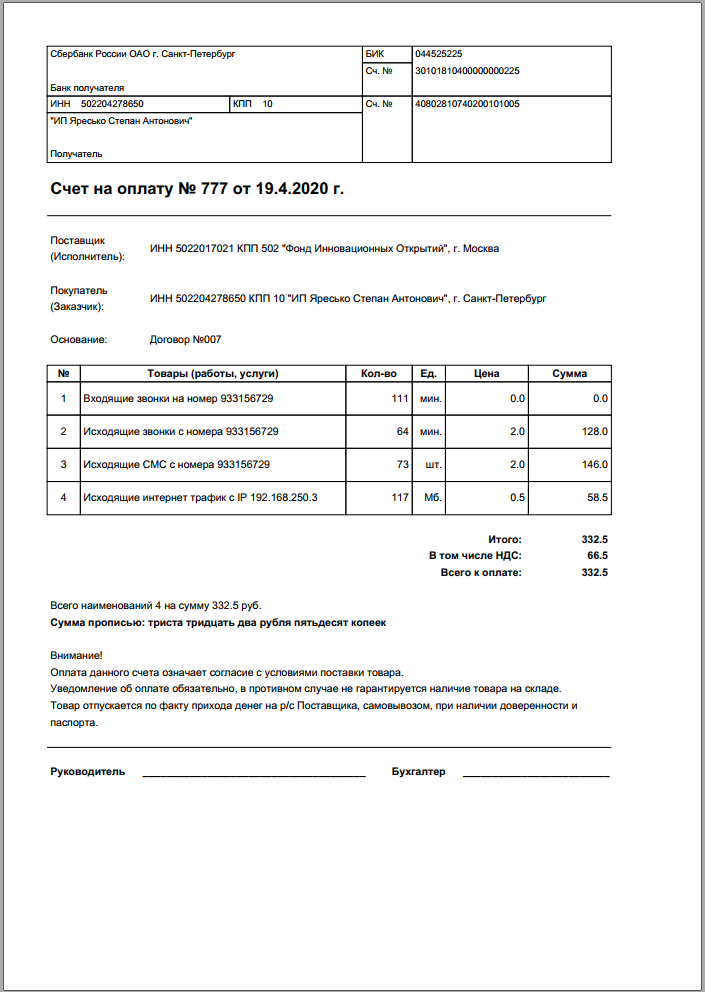 Сбербанк России ОАО г. Санкт-Петербург БИК 044525225
Сч. № 30101810400000000225
Банк получателя
ИНН 502204278650 КПП 10 Сч. № 40802810740200101005
"ИП Яресько Степан Антонович"
Получатель
Счет на оплату № 777 от 19.4.2020 г.
Поставщик
(Исполнитель):
ИНН 5022017021 КПП 502 "Фонд Инновационных Открытий", г. Москва
Покупатель
(Заказчик):
ИНН 502204278650 КПП 10 "ИП Яресько Степан Антонович", г. Санкт-Петербург
Основание: Договор №007
№ Товары (работы, услуги) Кол-во Ед. Цена Сумма
1 Входящие звонки на номер 933156729 111 мин. 0.0 0.0
2 Исходящие звонки с номера 933156729 64 мин. 2.0 128.0
3 Исходящие СМС с номера 933156729 73 шт. 2.0 146.0
4 Исходящие интернет трафик с IP 192.168.250.3 117 Мб. 0.5 58.5
Итого: 332.5
В том числе НДС: 66.5
Всего к оплате: 332.5
Всего наименований 4 на сумму 332.5 руб.
Сумма прописью: триста тридцать два рубля пятьдесят копеек
Внимание!
Оплата данного счета означает согласие с условиями поставки товара.
Уведомление об оплате обязательно, в противном случае не гарантируется наличие товара на складе.
Товар отпускается по факту прихода денег на р/с Поставщика, самовывозом, при наличии доверенности и
паспорта.
Руководитель Бухгалтер